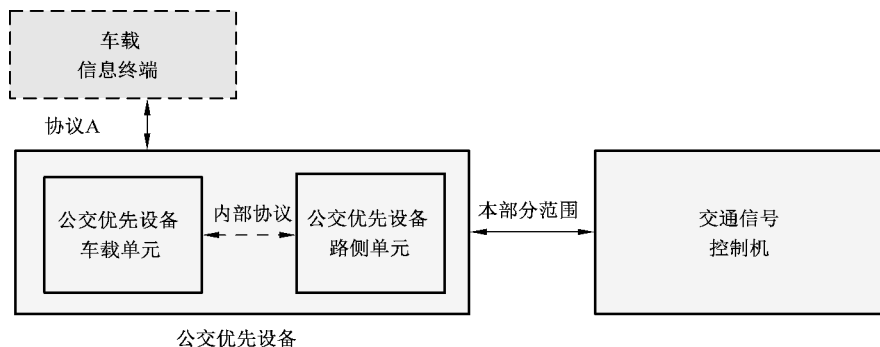 车载
信息终端
协议A
公交优先设备
车载单元
内部协议
公交优先设备
路侧单元
本部分范围
交通信号
控制机
公交优先设备